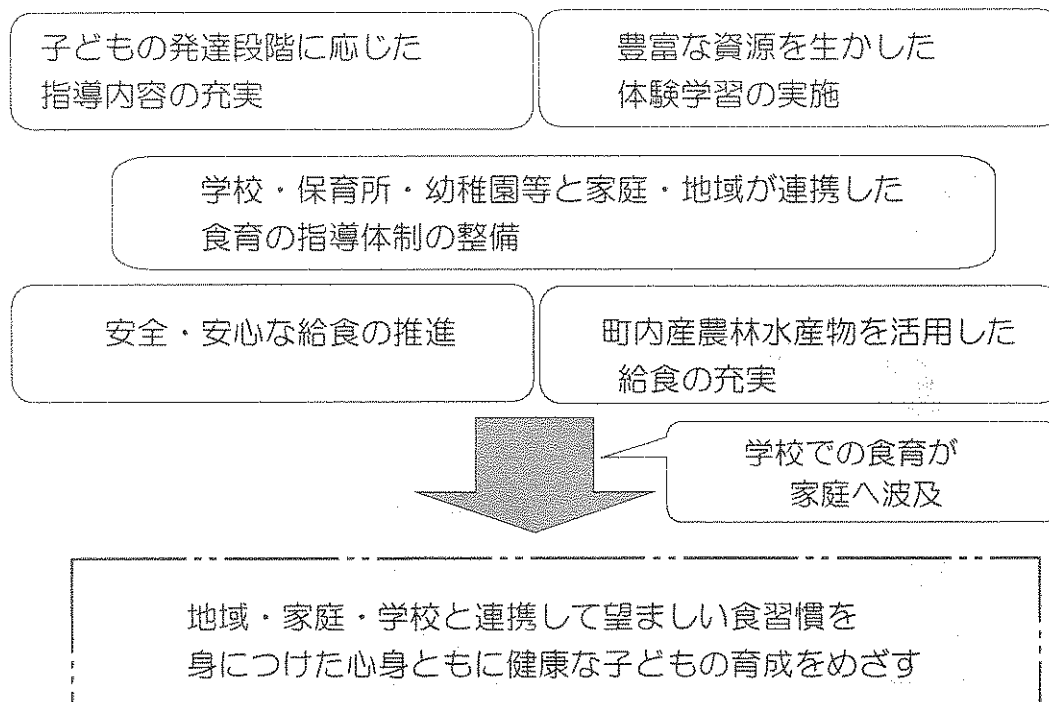 子どもの発達段階に応じた
指導内容の充実
豊富な資源を生かした
体験学習の実施
学校・保育所・幼稚園等と家庭・地域が連携した
食育の指導体制の整備
安全・安心な給食の推進
町内産農林水産物を活用した
給食の充実
学校での食育が
家庭へ波及
地域・家庭・学校と連携して望ましい食習慣を
身につけた心身ともに健康な子どもの育成をめざす